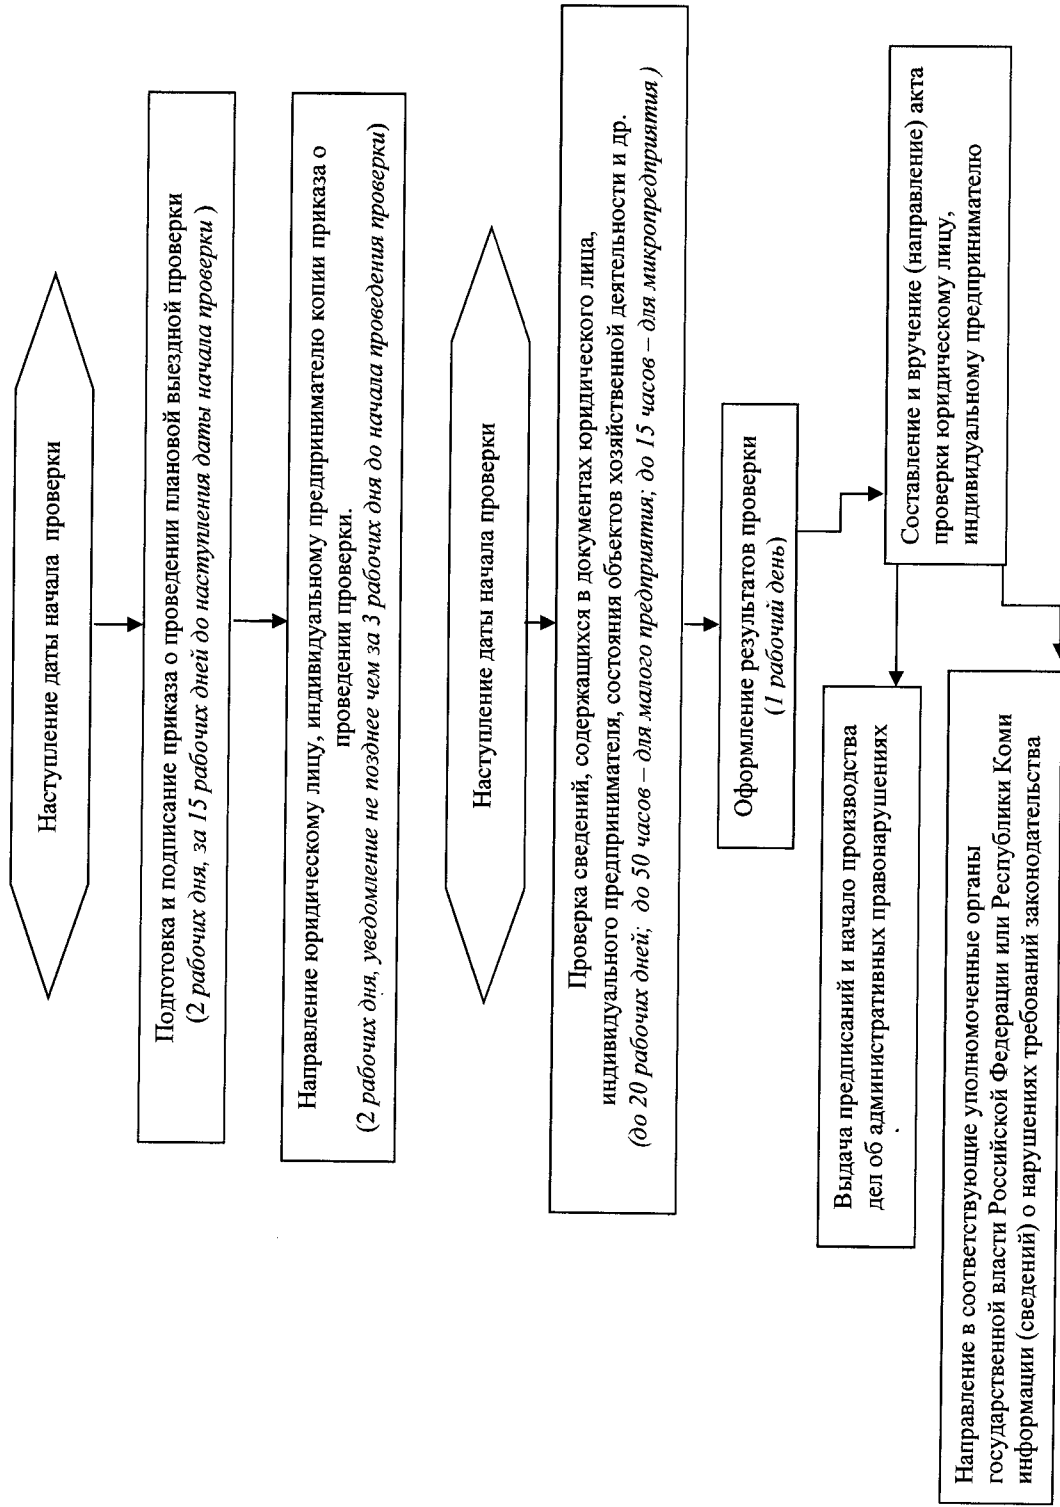 Наступление даты начала проверки
Подготовка и подписание приказа о проведении плановой выездной проверки
(2 рабочих дня, за 15 рабочих дней до наступления даты начала проверки )
Направление юридическому лицу, индивидуальному предпринимателю копии приказа о
проведении проверки.
(2 рабочих дня, уведомление не позднее чем за 3 рабочих дня до начала проведения проверки)
Наступление даты начала проверки
Проверка сведений, содержащихся в документах юридического лица,
индивидуального предпринимателя, состояния объектов хозяйственной деятельности и др.
(до 20 рабочих дней; до 50 часов – для малого предприятия; до 15 часов – для микропредприятия )
Оформление результатов проверки
(1 рабочий день)
Составление и вручение (направление) акта
проверки юридическому лицу,
индивидуальному предпринимателю
Выдача предписаний и начало производства
дел об административных правонарушениях
Направление в соответствующие уполномоченные органы
государственной власти Российской Федерации или Республики Коми
информации (сведений) о нарушениях требований законодательства